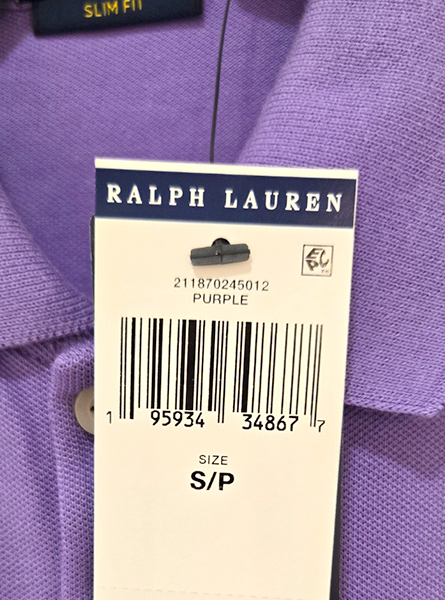 SLIM FIT
RALPH LAUREN
211870245012
PURPLE
1 95934 34867 7
SIZE
S/P